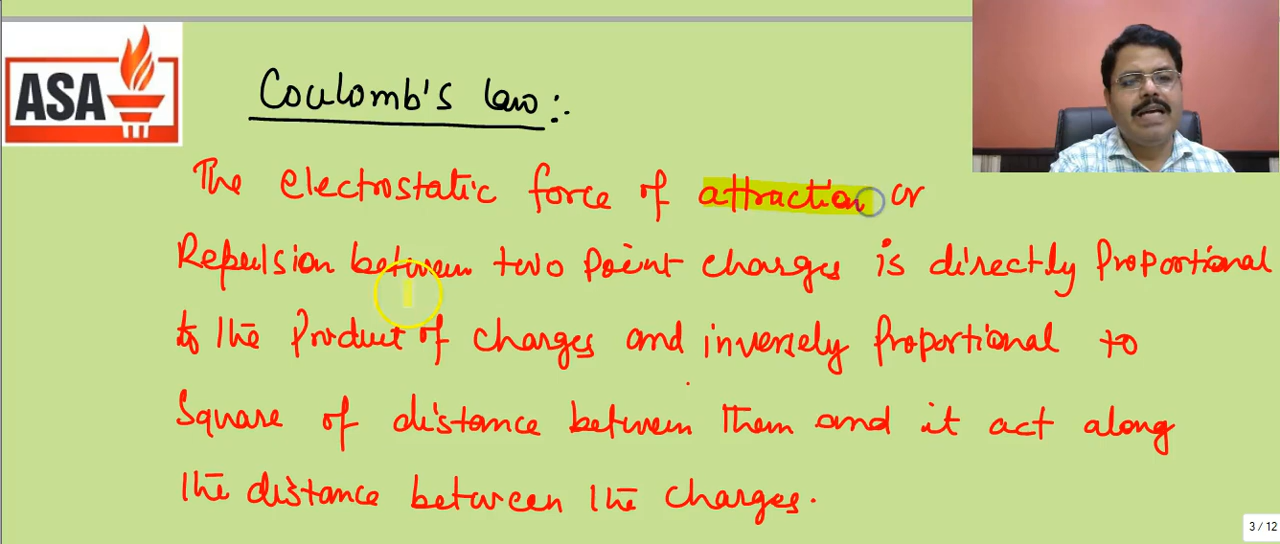 ASA
Coulomb's law:.
The electrostatic force of attraction or
Repulsion between two point charges is directly proportional
to the product of charges and inversely proportional to
square of distance between them and it act along
the distance between the charges.
3 / 12